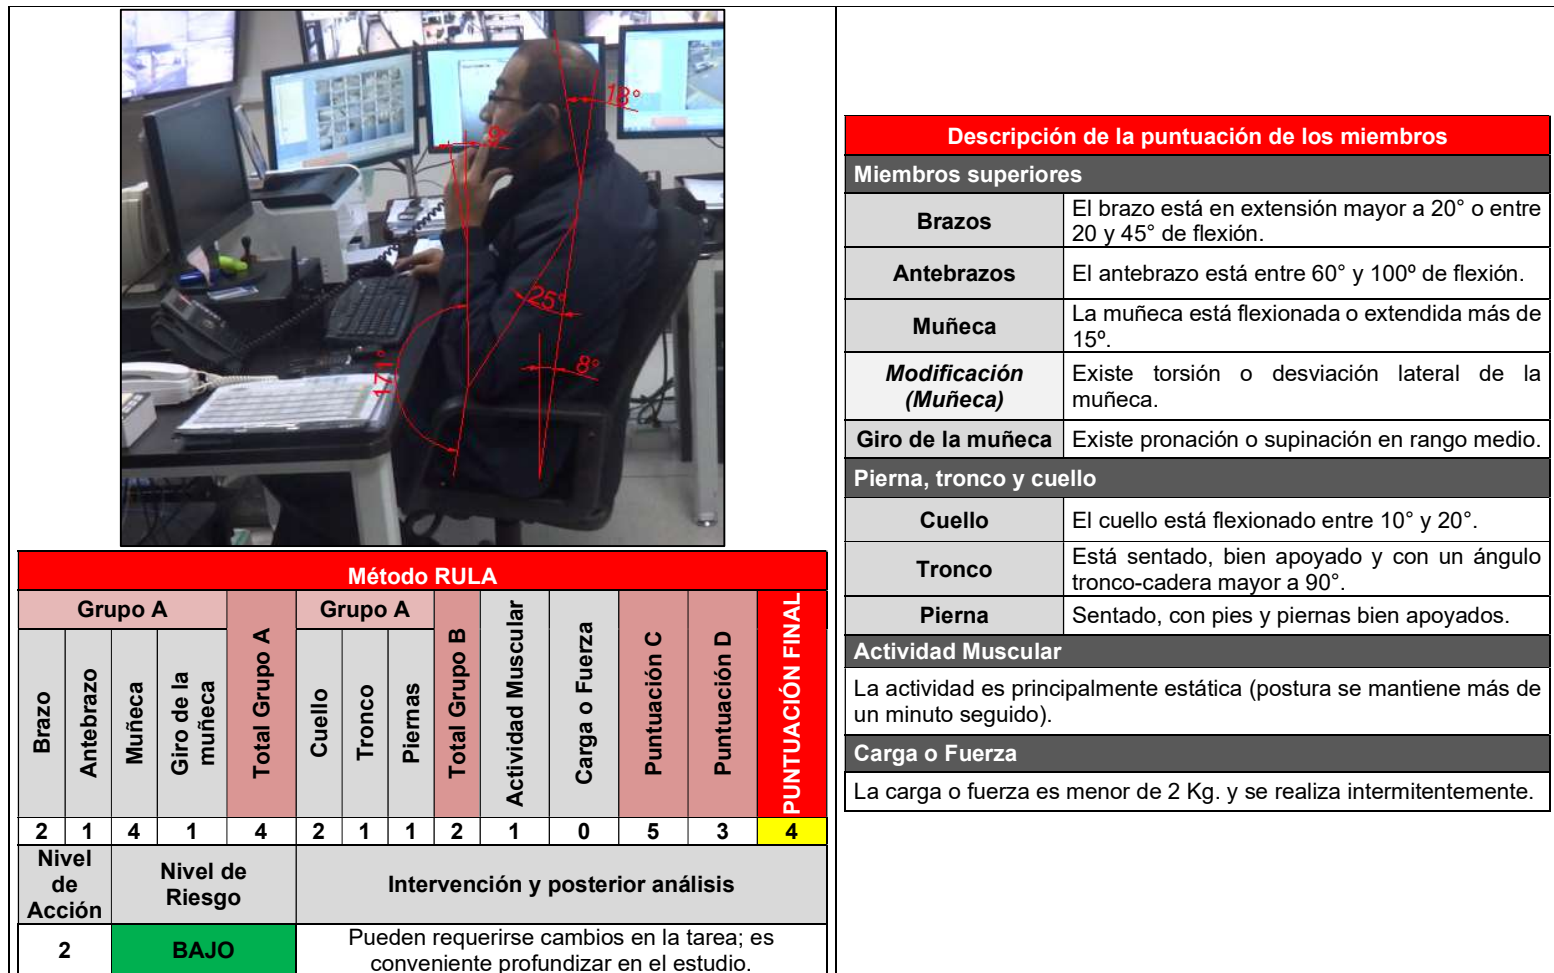 18°
9°
25°
8°
171°
Método RULA
Grupo A
Total Grupo A
Grupo A
Total Grupo B
Actividad Muscular
Carga o Fuerza
Puntuación C
Puntuación D
PUNTUACIÓN FINAL
Brazo
Antebrazo
Muñeca
Giro de la
muñeca
Cuello
Tronco
Piernas
2 1 4 1 4 2 1 1 2 1 0 5 3 4
Nivel
de
Acción
Nivel de
Riesgo
Intervención y posterior análisis
2
BAJO
Pueden requerirse cambios en la tarea; es
conveniente profundizar en el estudio.
Descripción de la puntuación de los miembros
Miembros superiores
Brazos
El brazo está en extensión mayor a 20° o entre
20 y 45° de flexión.
Antebrazos
El antebrazo está entre 60° y 100º de flexión.
Muñeca
La muñeca está flexionada o extendida más de
15º.
Modificación
(Muñeca)
Existe torsión o desviación lateral de la
muñeca.
Giro de la muñeca
Existe pronación o supinación en rango medio.
Pierna, tronco y cuello
Cuello
El cuello está flexionado entre 10° y 20°.
Tronco
Está sentado, bien apoyado y con un ángulo
tronco-cadera mayor a 90°.
Pierna
Sentado, con pies y piernas bien apoyados.
Actividad Muscular
La actividad es principalmente estática (postura se mantiene más de
un minuto seguido).
Carga o Fuerza
La carga o fuerza es menor de 2 Kg. y se realiza intermitentemente.